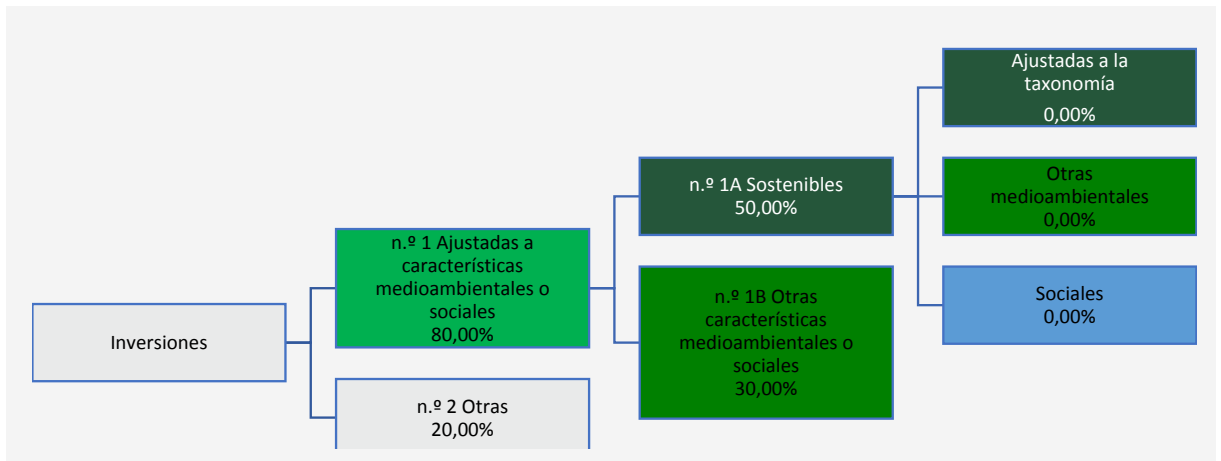 Inversiones
n.º 1 Ajustadas a
características
medioambientales o
sociales
80,00%
n.º 2 Otras
20,00%
n.º 1A Sostenibles
50,00%
n.º 1B Otras
características
medioambientales o
sociales
30,00%
Ajustadas a la
taxonomía
0,00%
Otras
medioambientales
0,00%
Sociales
0,00%